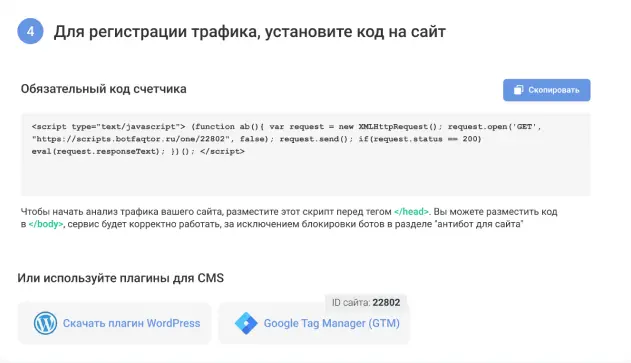 4
Для регистрации трафика, установите код на сайт
Обязательный код счетчика
Скопировать
<script type="text/javascript"> (function ab(){ var request = new XMLHttpRequest(); request.open('GET',
"https://scripts.botfaqtor.ru/one/22802", false); request.send(); if(request.status == 200)
eval(request.responseText); })(); </script>
Чтобы начать анализ трафика вашего сайта, разместите этот скрипт перед тегом </head>. Вы можете разместить код
в </body>, сервис будет корректно работать, за исключением блокировки ботов в разделе "антибот для сайта"
Или используйте плагины для CMS
ID сайта: 22802
Скачать плагин WordPress
Google Tag Manager (GTM)